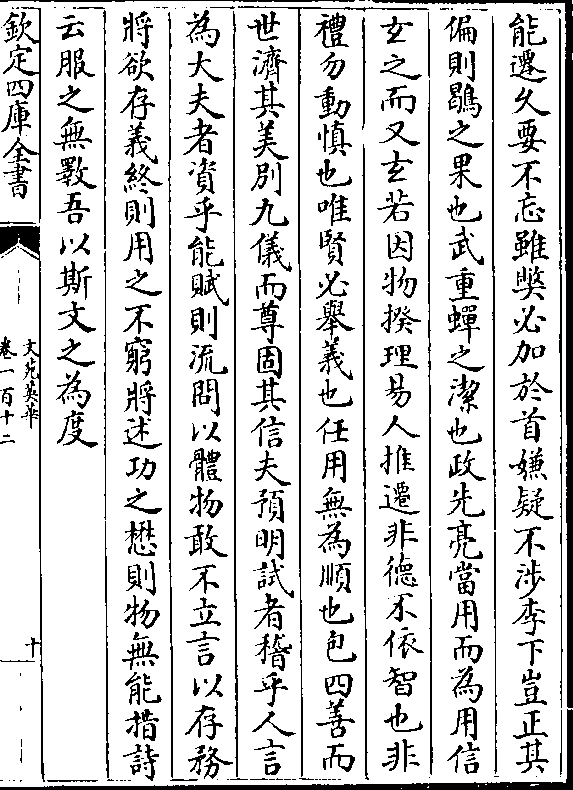 能遷久要不忘雖獘必加於首嫌疑不涉李下豈正其
偏則鶡之果也武重蟬之潔也政先亮當用而為用信
玄之而又玄若因物揆理易人推遷非德不依智也非
禮勿動慎也唯賢必舉義也任用無為順也包四善而
世濟其美別九儀而尊固其信夫預明試者稽乎人言
為大夫者資乎能賦則流問以體物敢不立言以存務
將欲存義終則用之不窮將述功之懋則物無能措詩
云服之無斁吾以斯文之為度
欽定四庫全書
文苑英華
卷一百十二
十